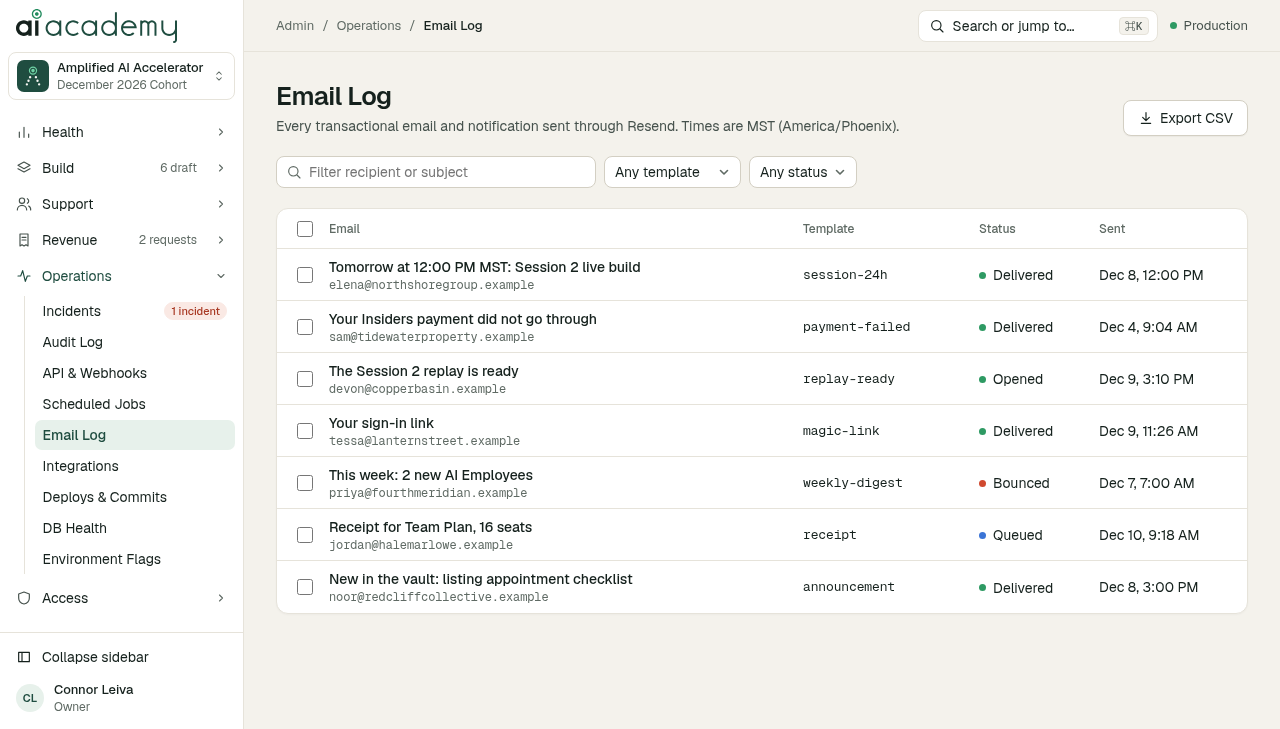 ai academy
Amplified AI Accelerator
December 2026 Cohort
Health
Build 6 draft
Support
Revenue 2 requests
Operations
Incidents 1 incident
Audit Log
API & Webhooks
Scheduled Jobs
Email Log
Integrations
Deploys & Commits
DB Health
Environment Flags
Access
Collapse sidebar
CL
Connor Leiva
Owner
Admin / Operations / Email Log
Search or jump to… ⌘K
Production
Email Log
Every transactional email and notification sent through Resend. Times are MST (America/Phoenix).
Export CSV
Filter recipient or subject
Any template
Any status
Email Template Status Sent
Tomorrow at 12:00 PM MST: Session 2 live build
elena@northshoregroup.example
session-24h Delivered Dec 8, 12:00 PM
Your Insiders payment did not go through
sam@tidewaterproperty.example
payment-failed Delivered Dec 4, 9:04 AM
The Session 2 replay is ready
devon@copperbasin.example
replay-ready Opened Dec 9, 3:10 PM
Your sign-in link
tessa@lanternstreet.example
magic-link Delivered Dec 9, 11:26 AM
This week: 2 new AI Employees
priya@fourthmeridian.example
weekly-digest Bounced Dec 7, 7:00 AM
Receipt for Team Plan, 16 seats
jordan@halemarlowe.example
receipt Queued Dec 10, 9:18 AM
New in the vault: listing appointment checklist
noor@redcliffcollective.example
announcement Delivered Dec 8, 3:00 PM